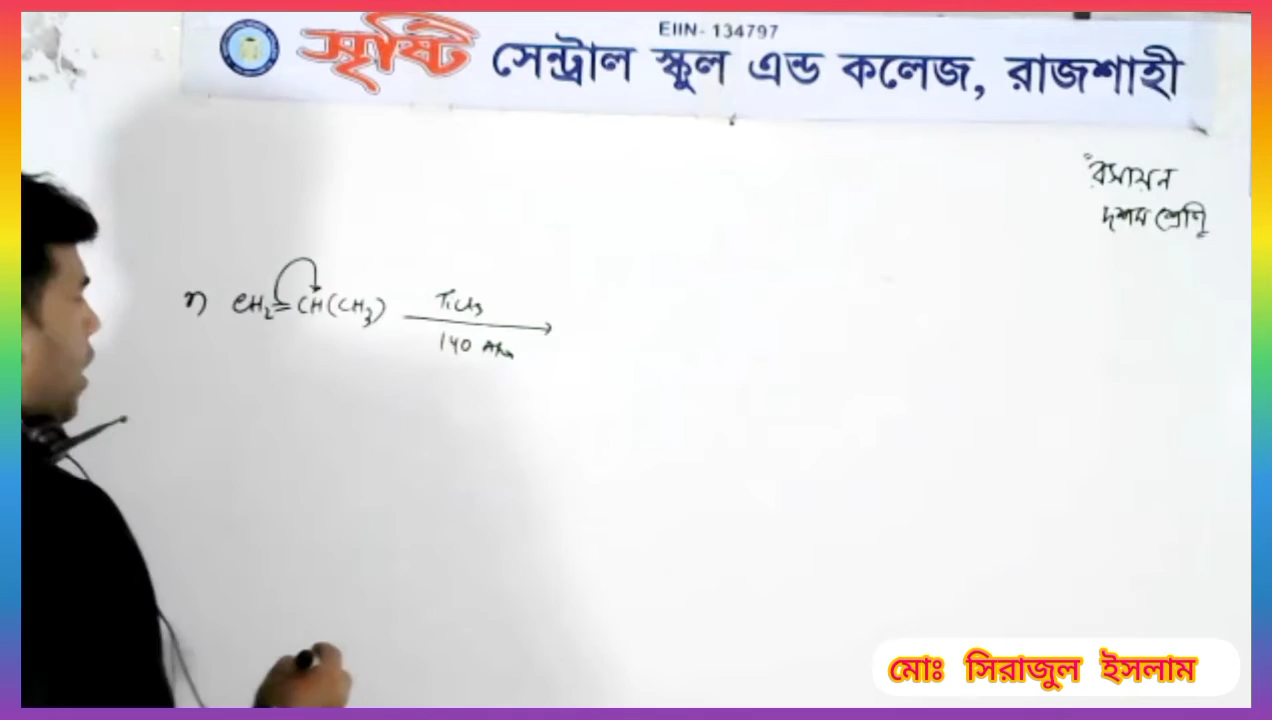 EIIN- 134797
সৃষ্টি সেন্ট্রাল স্কুল এন্ড কলেজ, রাজশাহী
রসায়ন
দশম শ্রেণি
n CH₂=CH(CH₃) TiCl₃
140 Atm
মোঃ সিরাজুল ইসলাম